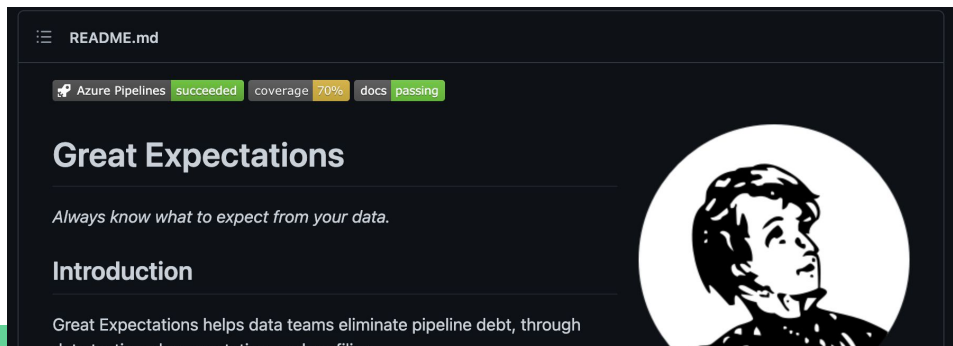 README.md
Azure Pipelines succeeded coverage 70% docs passing
Great Expectations
Always know what to expect from your data.
Introduction
Great Expectations helps data teams eliminate pipeline debt, through